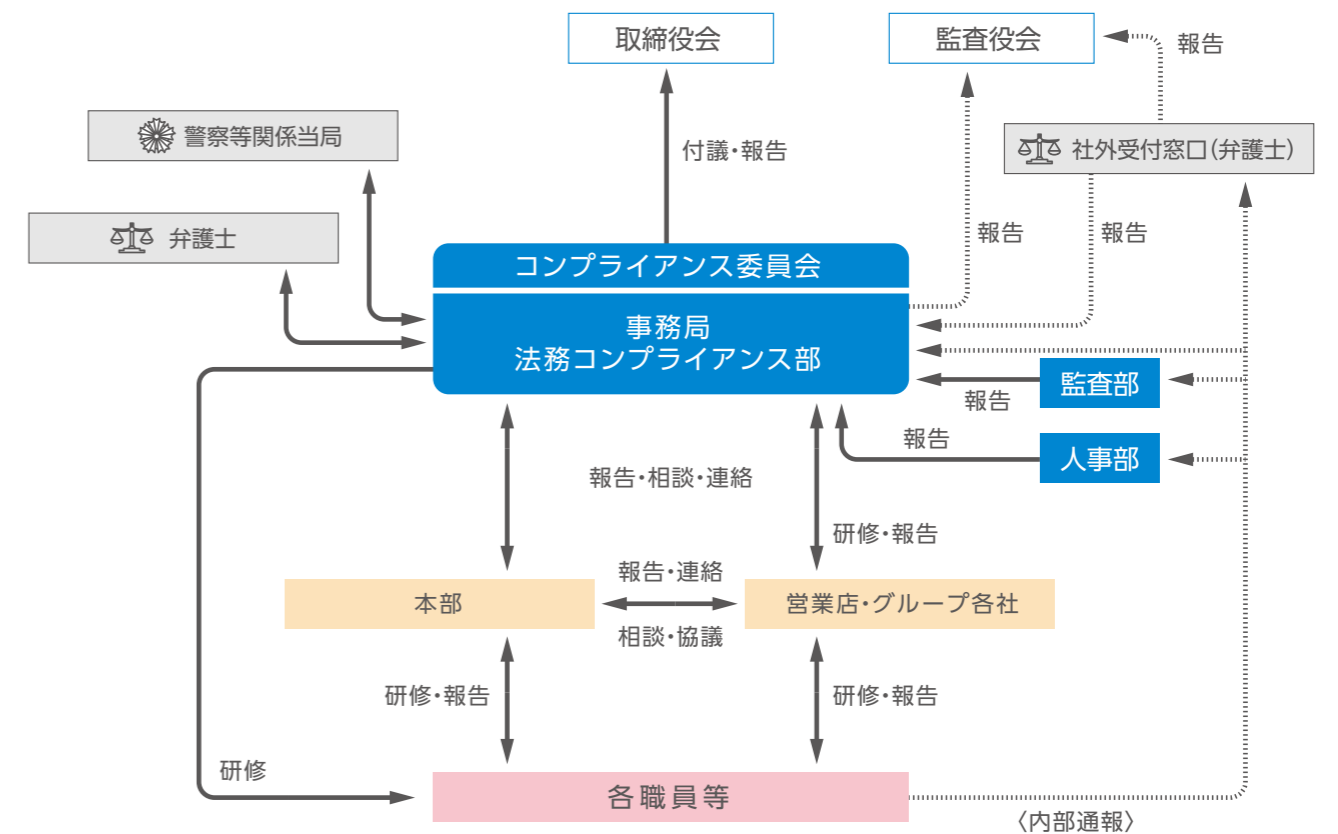 取締役会
監査役会
報告
警察等関係当局
付議・報告
社外受付窓口（弁護士）
弁護士
報告
報告
コンプライアンス委員会
事務局
法務コンプライアンス部
監査部
報告
報告
人事部
報告・相談・連絡
研修・報告
報告・連絡
本部
営業店・グループ各社
相談・協議
研修・報告
研修・報告
研修
各職員等
〈内部通報〉